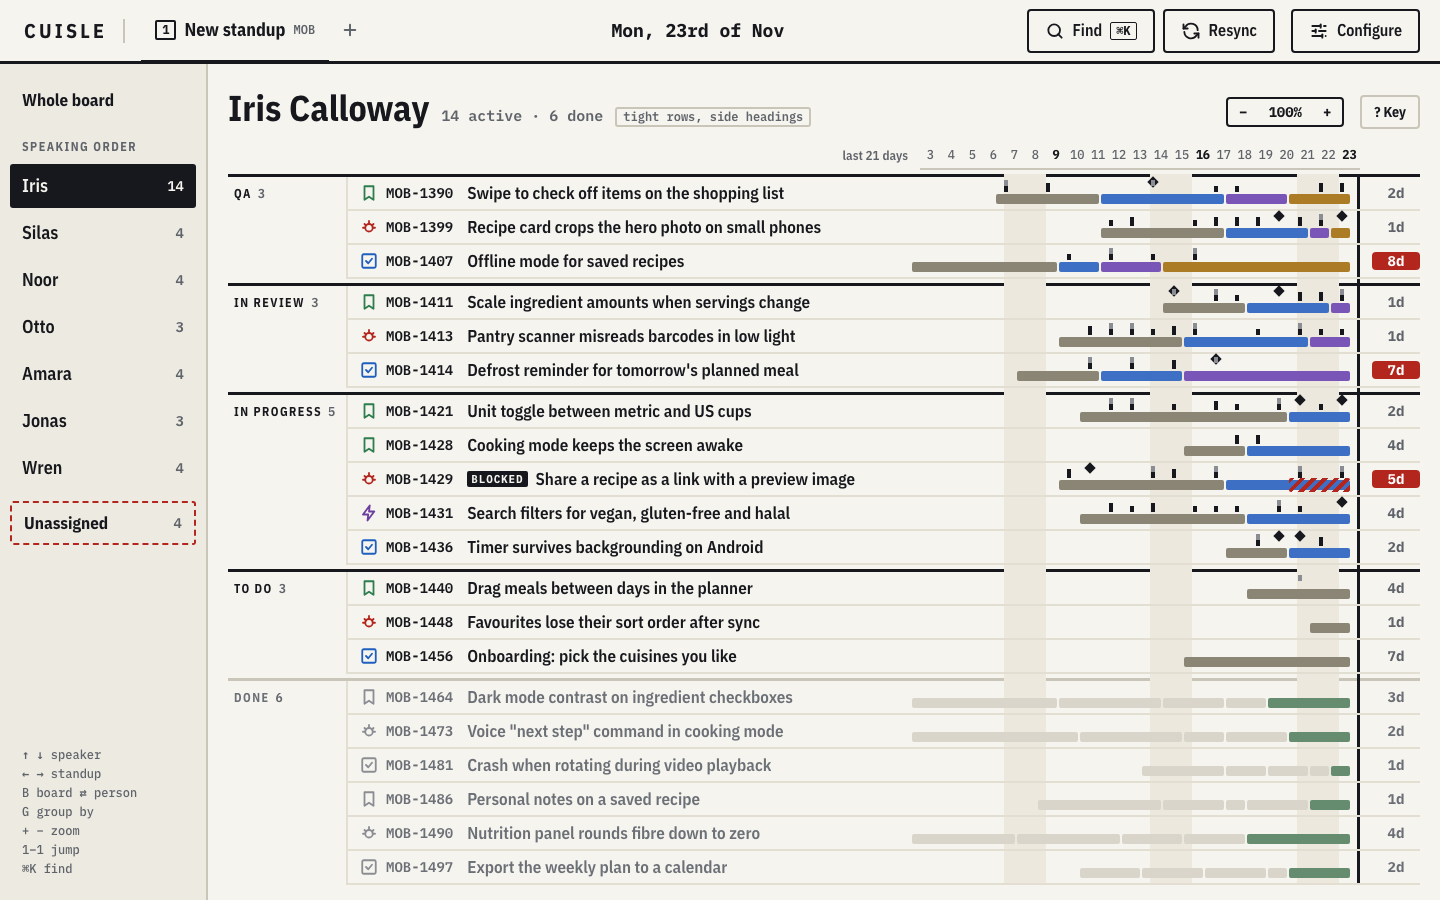 CUISLE
1 New standup MOB +
Mon, 23rd of Nov
Find ⌘K
Resync
Configure
Whole board
SPEAKING ORDER
Iris 14
Silas 4
Noor 4
Otto 3
Amara 4
Jonas 3
Wren 4
Unassigned 4
↑ ↓ speaker
← → standup
B board ⇄ person
G group by
+ − zoom
1–1 jump
⌘K find
Iris Calloway 14 active · 6 done tight rows, side headings
− 100% +
? Key
last 21 days 3 4 5 6 7 8 9 10 11 12 13 14 15 16 17 18 19 20 21 22 23
QA 3
MOB-1390 Swipe to check off items on the shopping list 2d
MOB-1399 Recipe card crops the hero photo on small phones 1d
MOB-1407 Offline mode for saved recipes 8d
IN REVIEW 3
MOB-1411 Scale ingredient amounts when servings change 1d
MOB-1413 Pantry scanner misreads barcodes in low light 1d
MOB-1414 Defrost reminder for tomorrow's planned meal 7d
IN PROGRESS 5
MOB-1421 Unit toggle between metric and US cups 2d
MOB-1428 Cooking mode keeps the screen awake 4d
MOB-1429 BLOCKED Share a recipe as a link with a preview image 5d
MOB-1431 Search filters for vegan, gluten-free and halal 4d
MOB-1436 Timer survives backgrounding on Android 2d
TO DO 3
MOB-1440 Drag meals between days in the planner 4d
MOB-1448 Favourites lose their sort order after sync 1d
MOB-1456 Onboarding: pick the cuisines you like 7d
DONE 6
MOB-1464 Dark mode contrast on ingredient checkboxes 3d
MOB-1473 Voice "next step" command in cooking mode 2d
MOB-1481 Crash when rotating during video playback 1d
MOB-1486 Personal notes on a saved recipe 1d
MOB-1490 Nutrition panel rounds fibre down to zero 4d
MOB-1497 Export the weekly plan to a calendar 2d